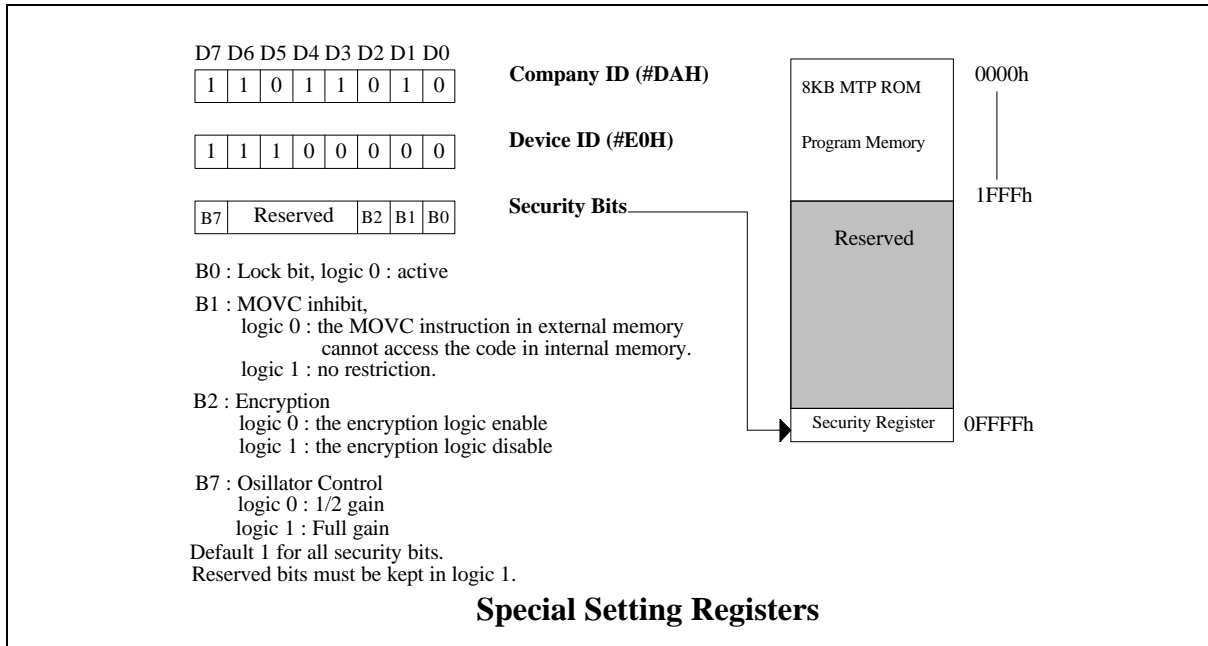 D7 D6 D5 D4 D3 D2 D1 D0
1 1 0 1 1 0 1 0
Company ID (#DAH)
1 1 1 0 0 0 0 0
Device ID (#E0H)
B7 Reserved B2 B1 B0
Security Bits
B0 : Lock bit, logic 0 : active
B1 : MOVC inhibit,
logic 0 : the MOVC instruction in external memory
cannot access the code in internal memory.
logic 1 : no restriction.
B2 : Encryption
logic 0 : the encryption logic enable
logic 1 : the encryption logic disable
B7 : Osillator Control
logic 0 : 1/2 gain
logic 1 : Full gain
Default 1 for all security bits.
Reserved bits must be kept in logic 1.
8KB MTP ROM
Program Memory
0000h
1FFFh
Reserved
Security Register
0FFFFh
Special Setting Registers